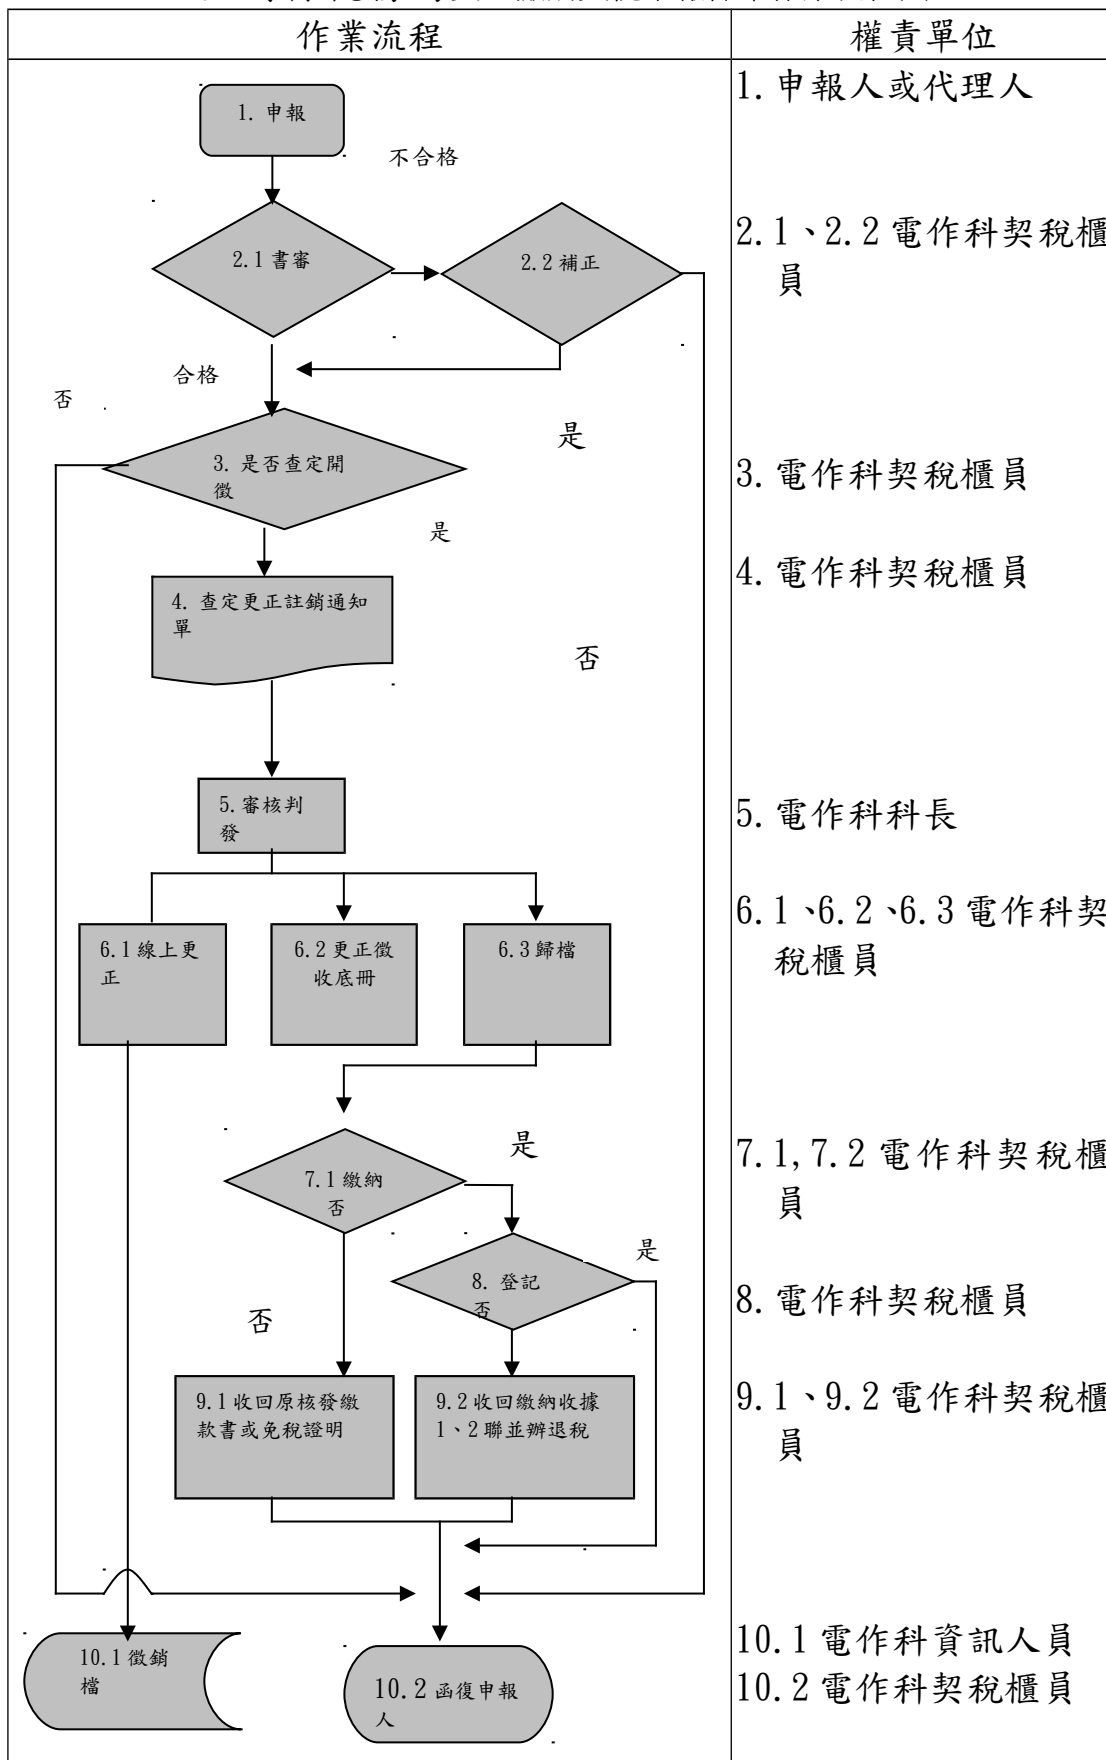 作業流程
權責單位
1. 申報
1. 申報人或代理人
不合格
2.1 書審
2.2 補正
2.1、2.2 電作科契稅櫃
員
合格
否
是
3. 是否查定開
徵
3. 電作科契稅櫃員
是
4. 查定更正註銷通知
單
4. 電作科契稅櫃員
否
5. 審核判
發
5. 電作科科長
6.1 線上更
正
6.2 更正徵
收底冊
6.3 歸檔
6.1、6.2、6.3 電作科契
稅櫃員
7.1 繳納
否
是
7.1,7.2 電作科契稅櫃
員
8. 登記
否
是
8. 電作科契稅櫃員
否
9.1 收回原核發繳
款書或免稅證明
9.2 收回繳納收據
1、2 聯並辦退稅
9.1、9.2 電作科契稅櫃
員
10.1 徵銷
檔
10.2 函復申報
人
10.1 電作科資訊人員
10.2 電作科契稅櫃員